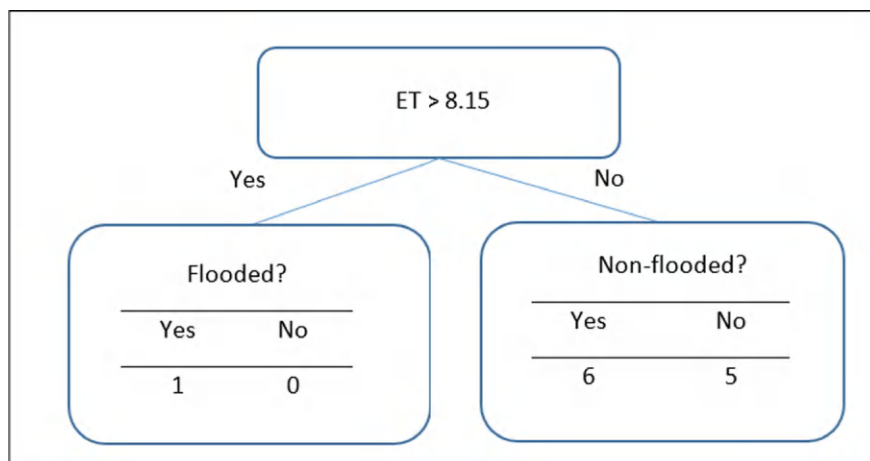 ET > 8.15
Yes
No
Flooded?
Yes No
1 0
Non-flooded?
Yes No
6 5